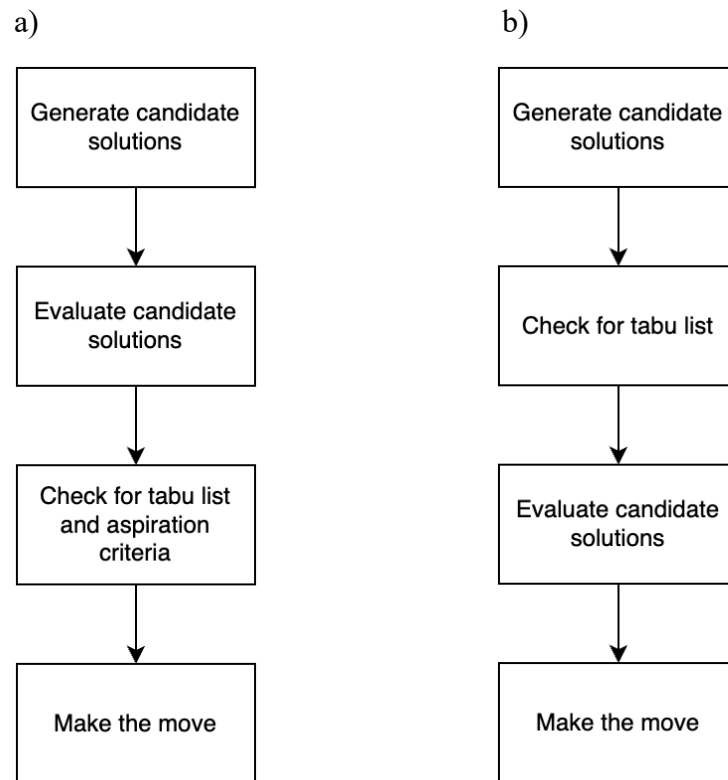 a)
Generate candidate
solutions
Evaluate candidate
solutions
Check for tabu list
and aspiration
criteria
Make the move
b)
Generate candidate
solutions
Check for tabu list
Evaluate candidate
solutions
Make the move